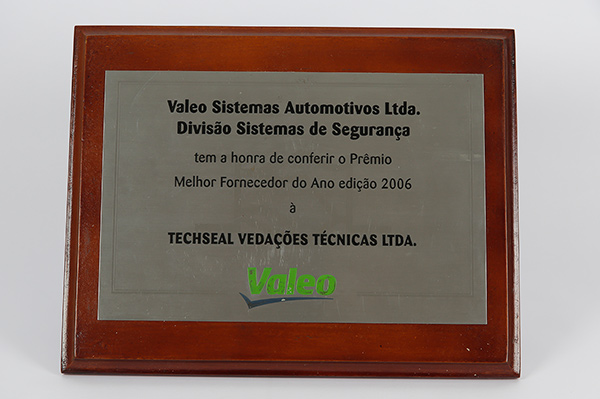 Valeo Sistemas Automotivos Ltda.
Divisão Sistemas de Segurança
tem a honra de conferir o Prêmio
Melhor Fornecedor do Ano edição 2006
à
TECHSEAL VEDAÇÕES TÉCNICAS LTDA.
Valeo